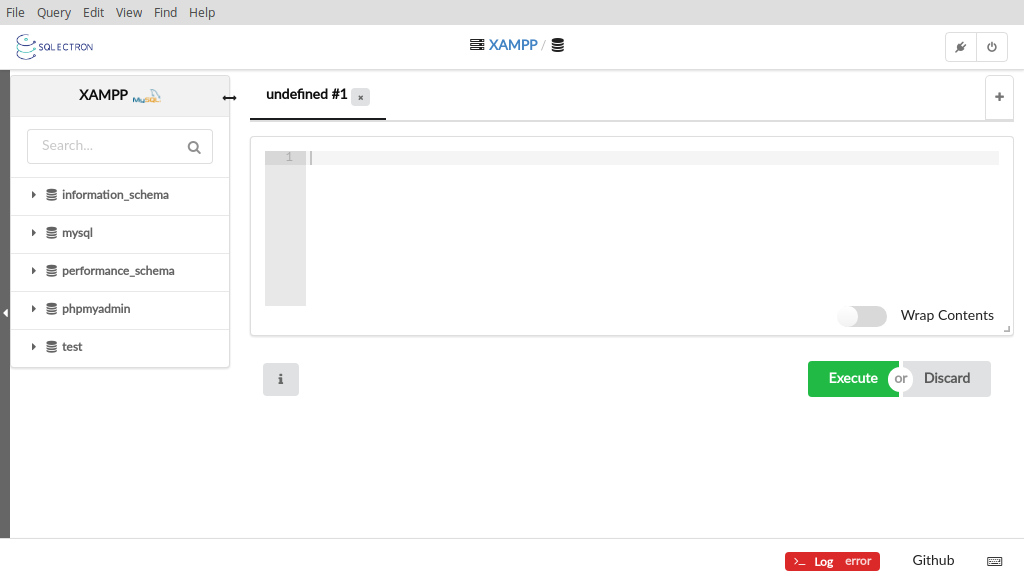 File Query Edit View Find Help
SQLECTRON
XAMPP /
XAMPP MySQL
undefined #1 ×
+
Search...
1
information_schema
mysql
performance_schema
phpmyadmin
test
Wrap Contents
i
Execute or Discard
>_ Log error
Github